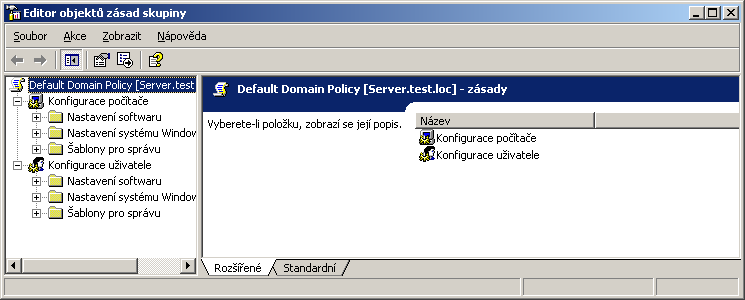 Editor objektů zásad skupiny
Soubor Akce Zobrazit Nápověda
Default Domain Policy [Server.test
Konfigurace počítače
Nastavení softwaru
Nastavení systému Window
Šablony pro správu
Konfigurace uživatele
Nastavení softwaru
Nastavení systému Window
Šablony pro správu
Default Domain Policy [Server.test.loc] - zásady
Vyberete-li položku, zobrazí se její popis.
Název
Konfigurace počítače
Konfigurace uživatele
Rozšířené Standardní